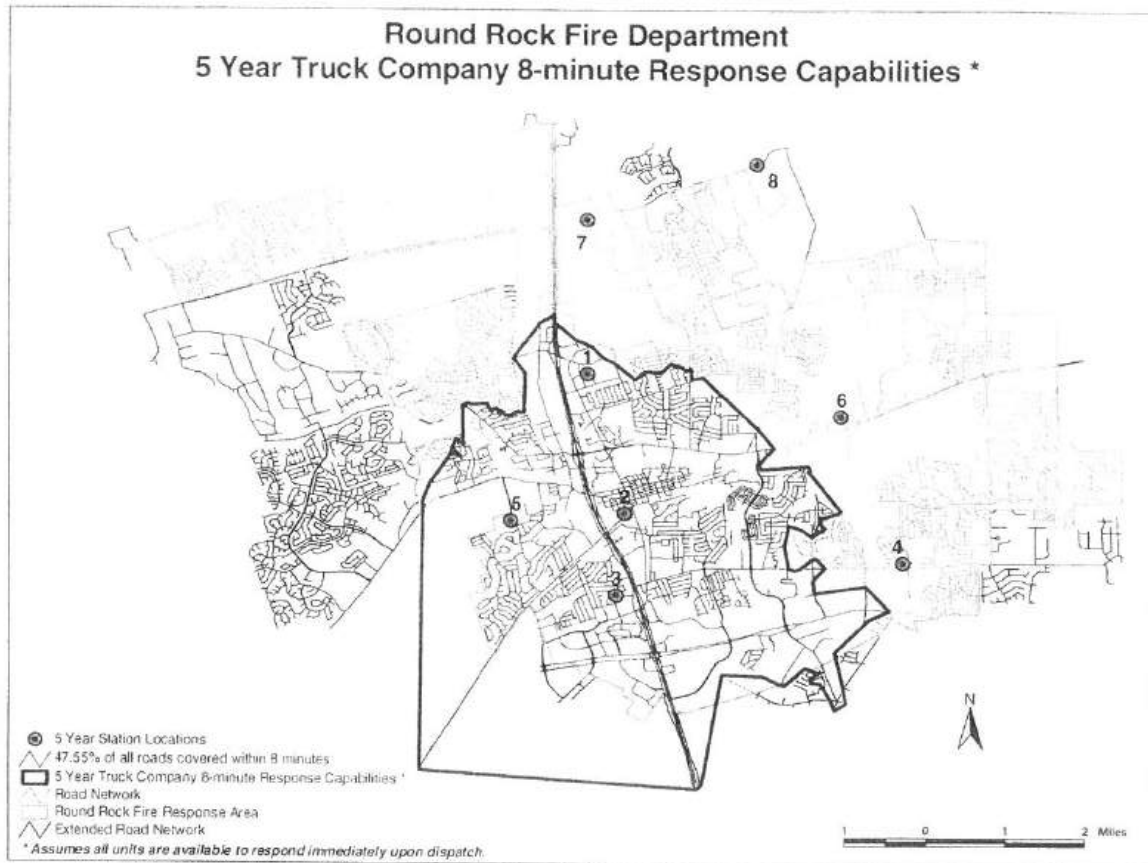 Round Rock Fire Department
5 Year Truck Company 8-minute Response Capabilities *
8
7
1
6
5
2
4
3
N
5 Year Station Locations
47.55% of all roads covered within 8 minutes
5 Year Truck Company 8-minute Response Capabilities *
Road Network
Round Rock Fire Response Area
Extended Road Network
* Assumes all units are available to respond immediately upon dispatch.
1 0 1 2 Miles